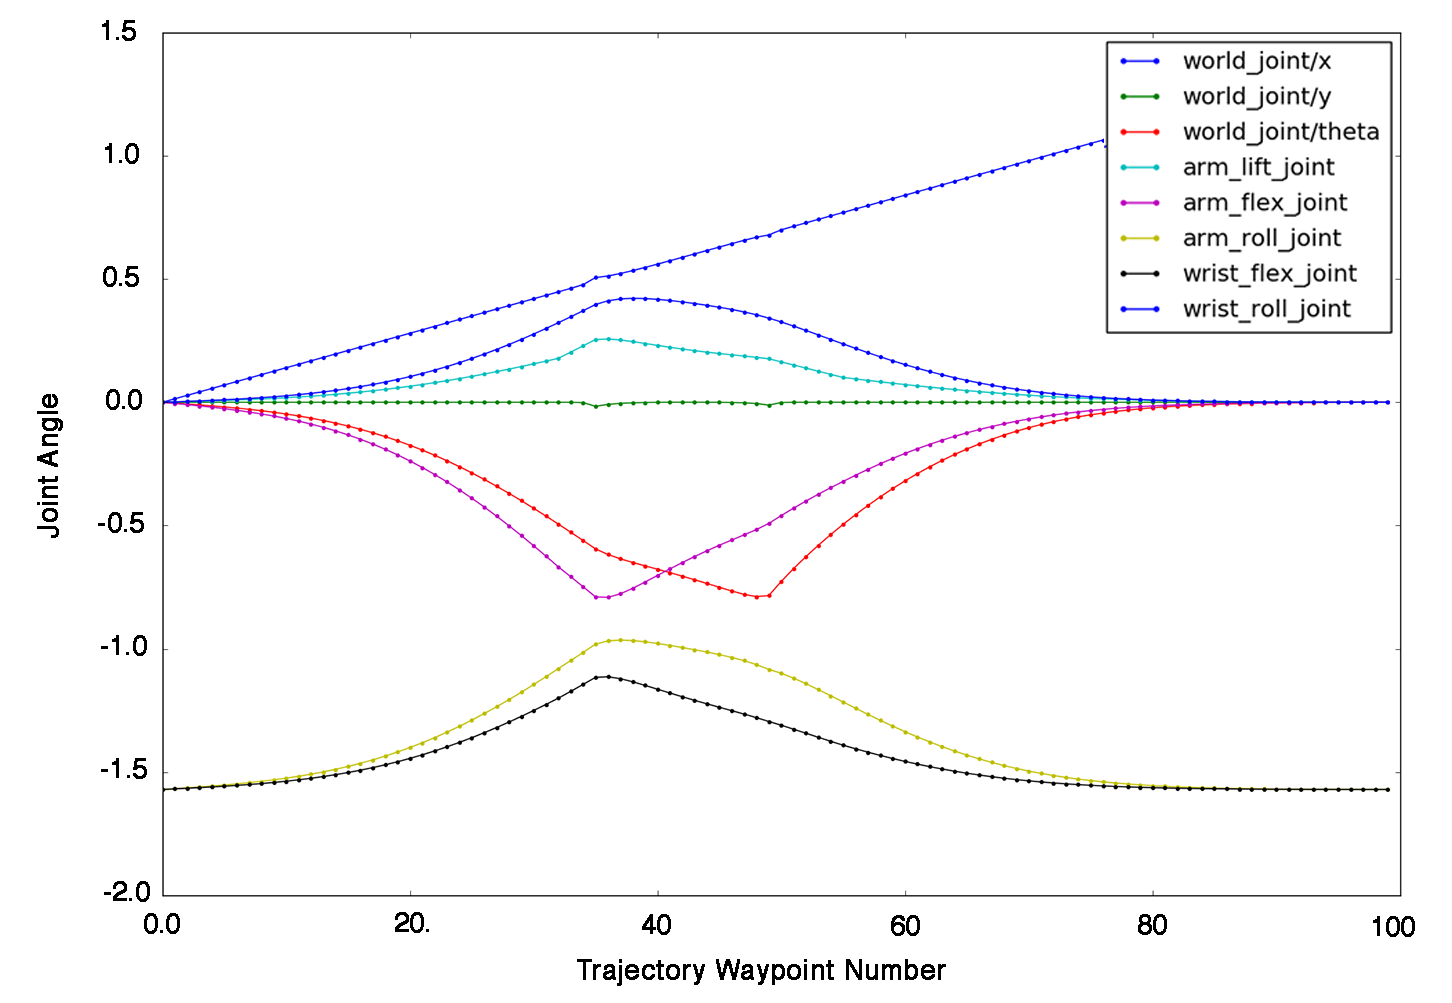 1.5
1.0
0.5
0.0
-0.5
-1.0
-1.5
-2.0
Joint Angle
world_joint/x
world_joint/y
world_joint/theta
arm_lift_joint
arm_flex_joint
arm_roll_joint
wrist_flex_joint
wrist_roll_joint
0.0 20. 40 60 80 100
Trajectory Waypoint Number